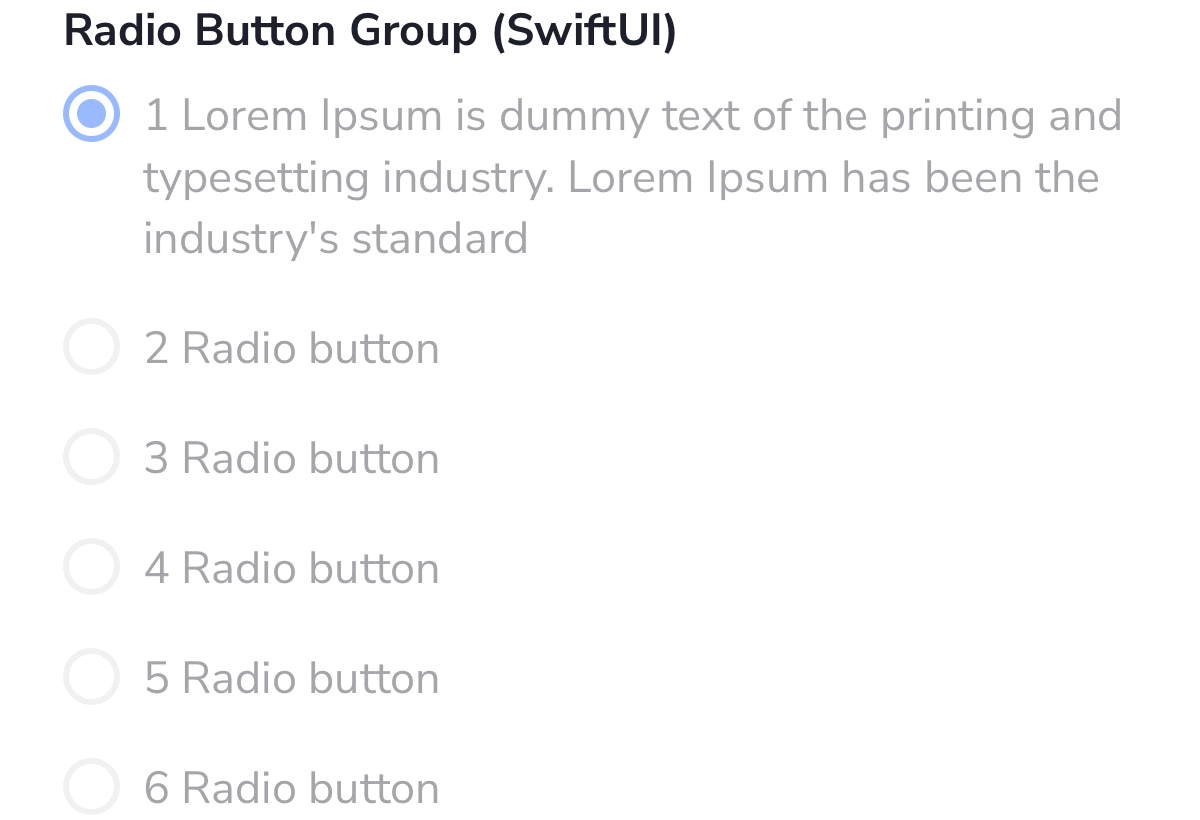 Radio Button Group (SwiftUI)
1 Lorem Ipsum is dummy text of the printing and
typesetting industry. Lorem Ipsum has been the
industry's standard
2 Radio button
3 Radio button
4 Radio button
5 Radio button
6 Radio button